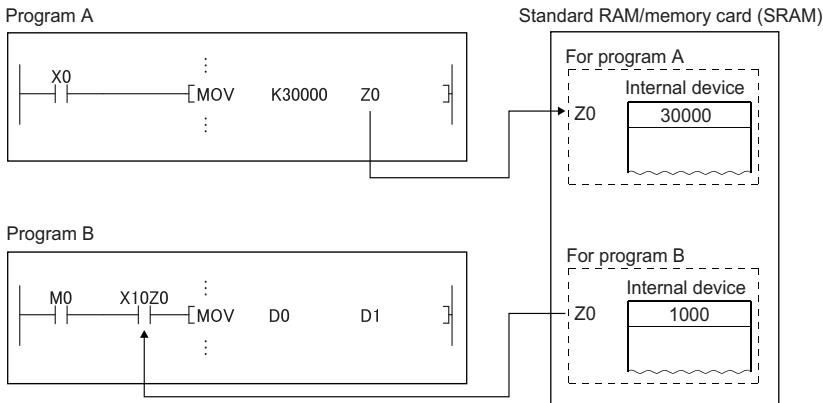 Program A
Standard RAM/memory card (SRAM)
X0
MOV K30000 Z0
For program A
Internal device
Z0 30000
Program B
M0 X10Z0
MOV D0 D1
For program B
Internal device
Z0 1000